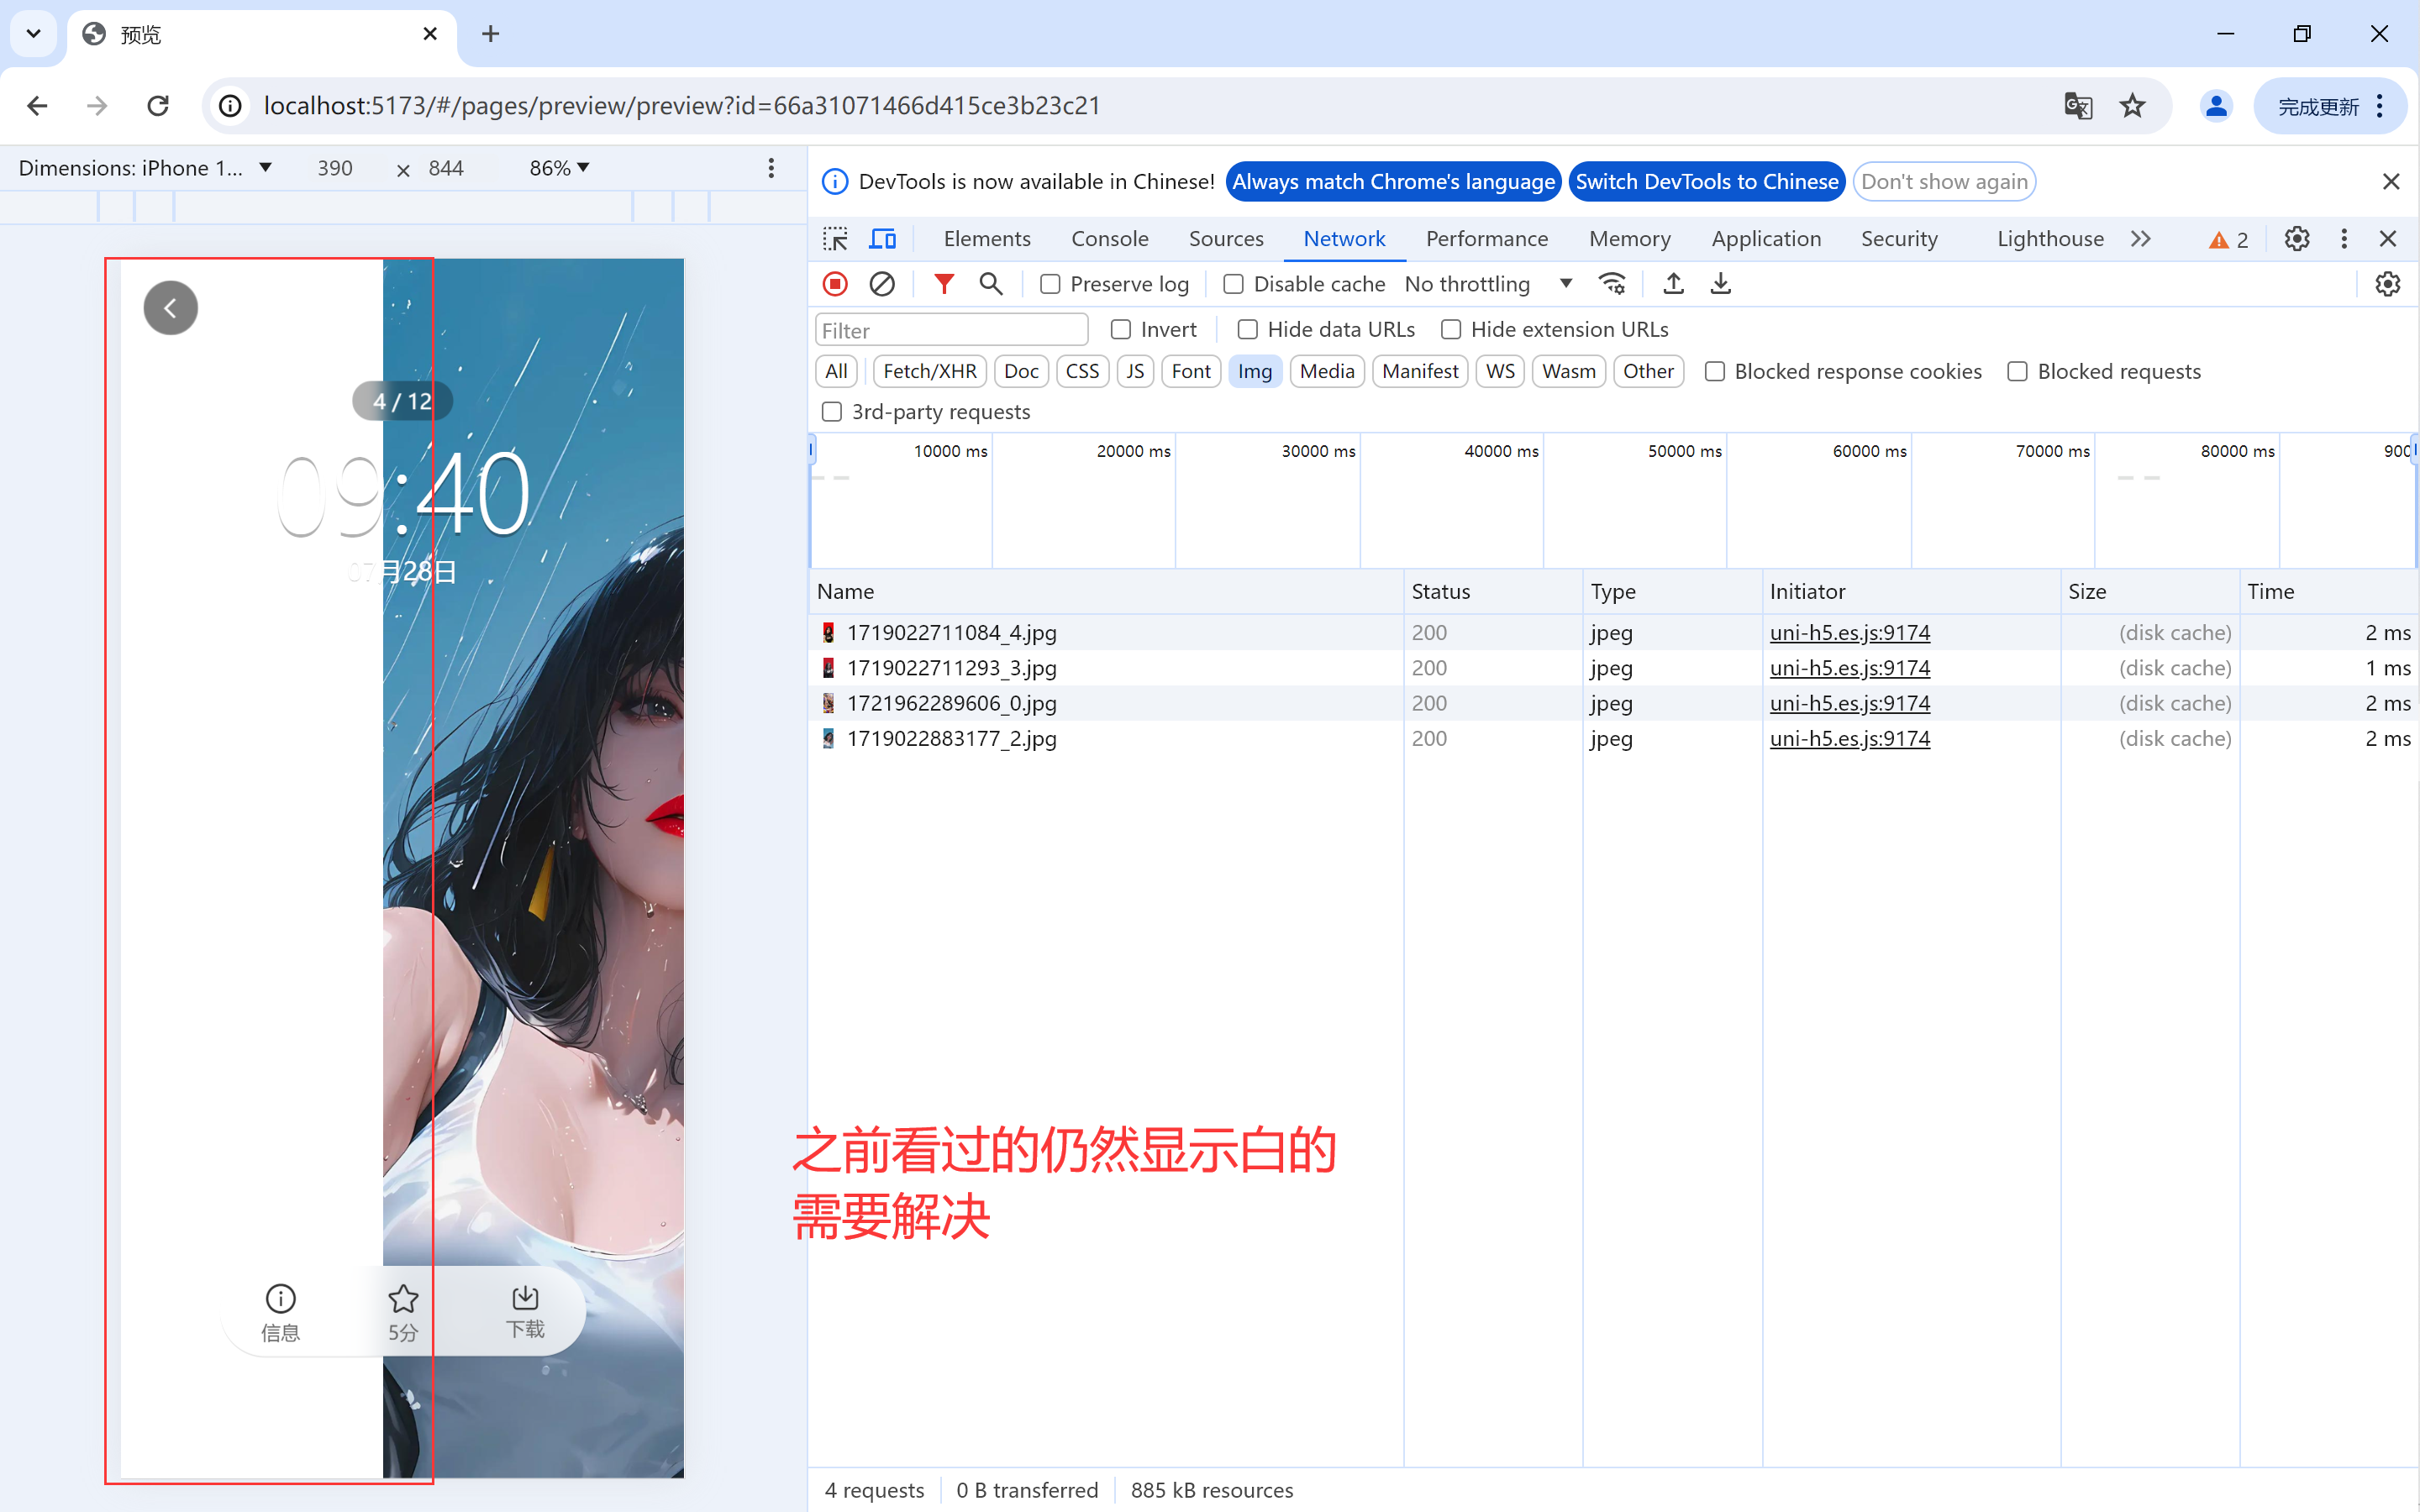 预览
localhost:5173/#/pages/preview/preview?id=66a31071466d415ce3b23c21
完成更新
Dimensions: iPhone 1... 390 × 844 86%
DevTools is now available in Chinese! Always match Chrome's language Switch DevTools to Chinese Don't show again
Elements Console Sources Network Performance Memory Application Security Lighthouse 2
Preserve log Disable cache No throttling
Filter Invert Hide data URLs Hide extension URLs
All Fetch/XHR Doc CSS JS Font Img Media Manifest WS Wasm Other Blocked response cookies Blocked requests
3rd-party requests
10000 ms 20000 ms 30000 ms 40000 ms 50000 ms 60000 ms 70000 ms 80000 ms 900
Name Status Type Initiator Size Time
1719022711084_4.jpg 200 jpeg uni-h5.es.js:9174 (disk cache) 2 ms
1719022711293_3.jpg 200 jpeg uni-h5.es.js:9174 (disk cache) 1 ms
1721962289606_0.jpg 200 jpeg uni-h5.es.js:9174 (disk cache) 2 ms
1719022883177_2.jpg 200 jpeg uni-h5.es.js:9174 (disk cache) 2 ms
4 / 12
09:40
07月28日
之前看过的仍然显示白的
需要解决
信息 5分 下载
4 requests 0 B transferred 885 kB resources